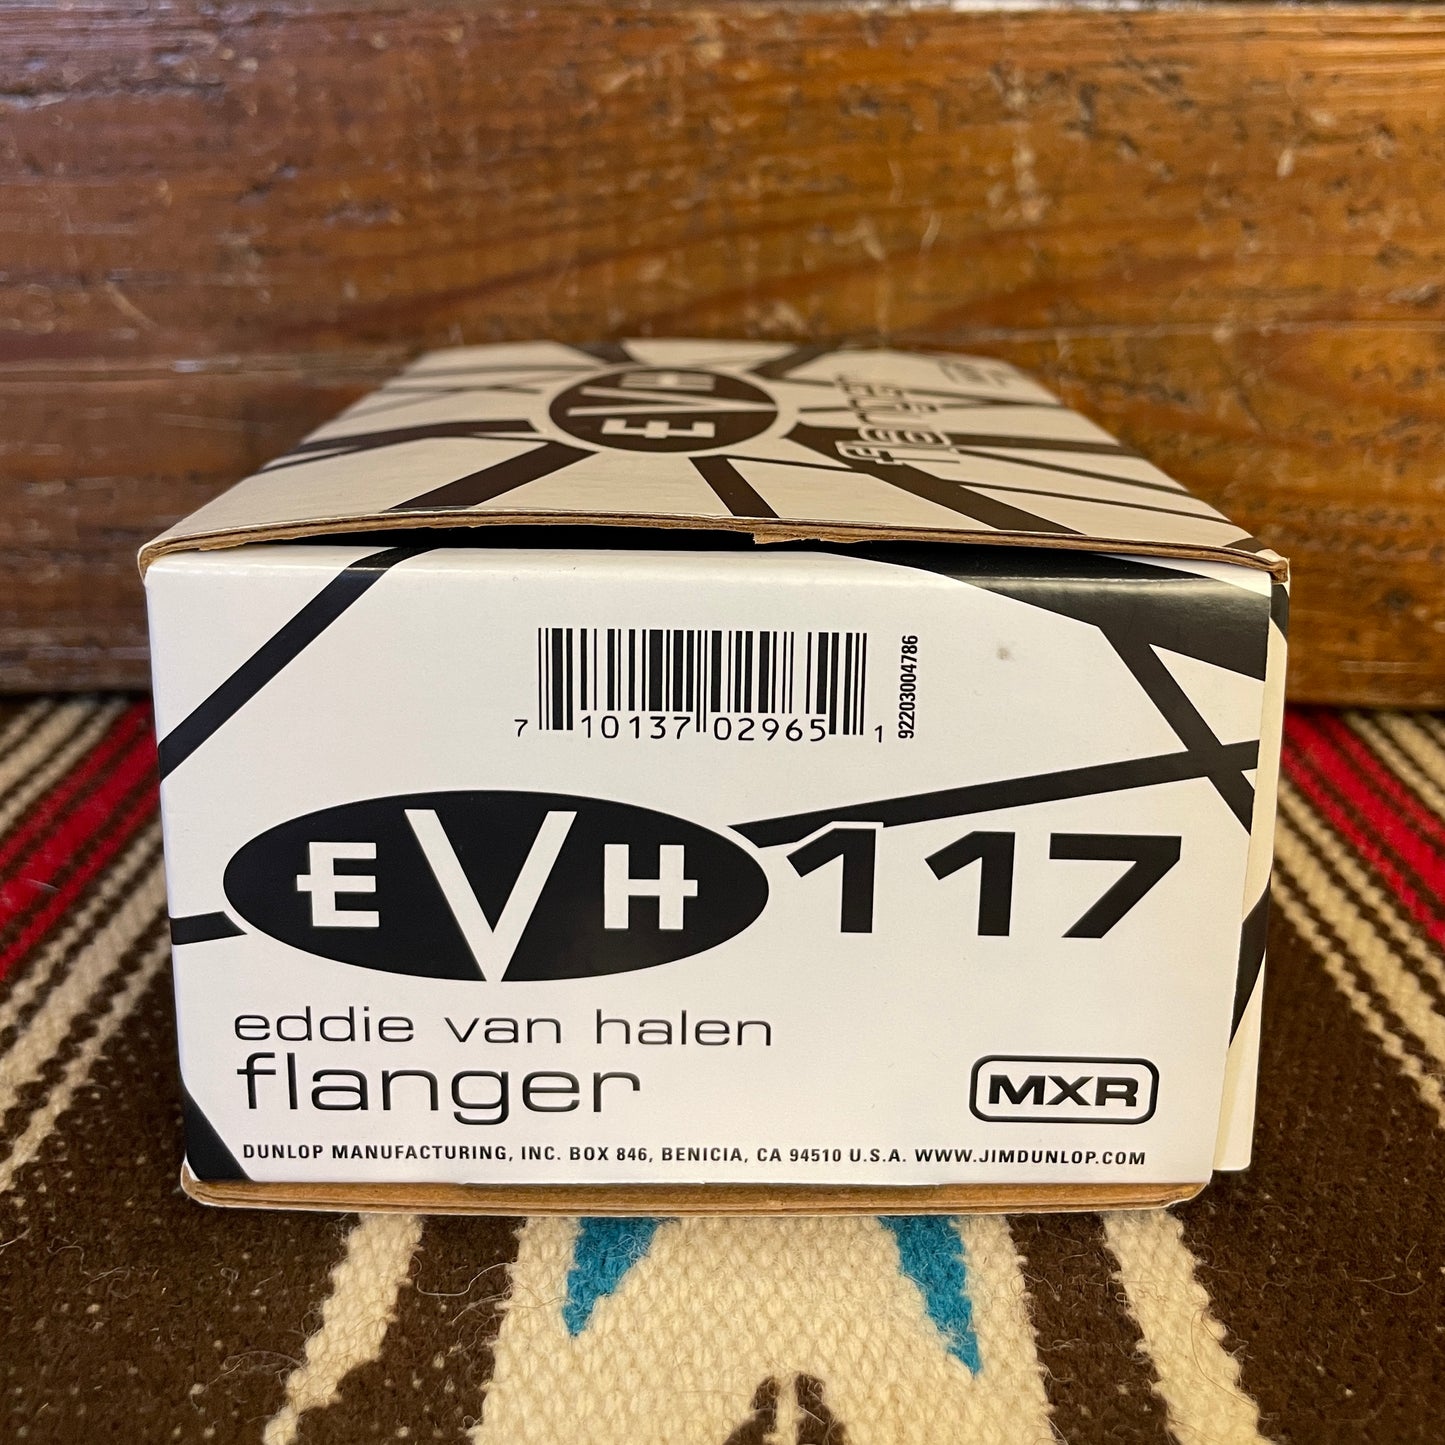 EVH
flanger
7 10137 02965 1
92203004786
EVH 117
eddie van halen
flanger
MXR
DUNLOP MANUFACTURING, INC. BOX 846, BENICIA, CA 94510 U.S.A. WWW.JIMDUNLOP.COM